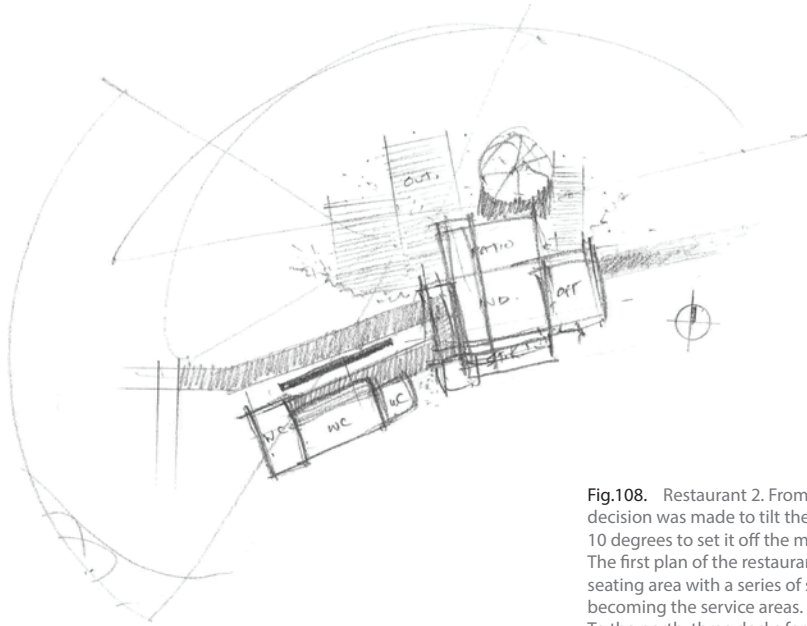 OUT.
PATIO
IND.
OFF
WC
WC
WC
Fig.108. Restaurant 2. From
decision was made to tilt the
10 degrees to set it off the m
The first plan of the restauran
seating area with a series of s
becoming the service areas.